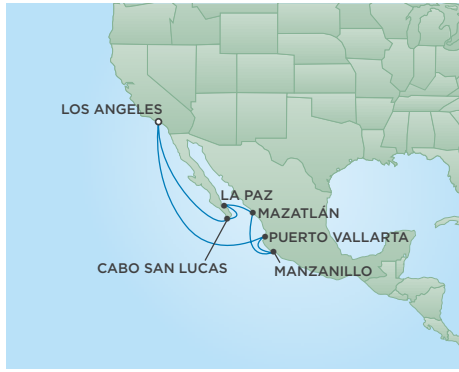 LOS ANGELES
LA PAZ
MAZATLÁN
PUERTO VALLARTA
CABO SAN LUCAS
MANZANILLO